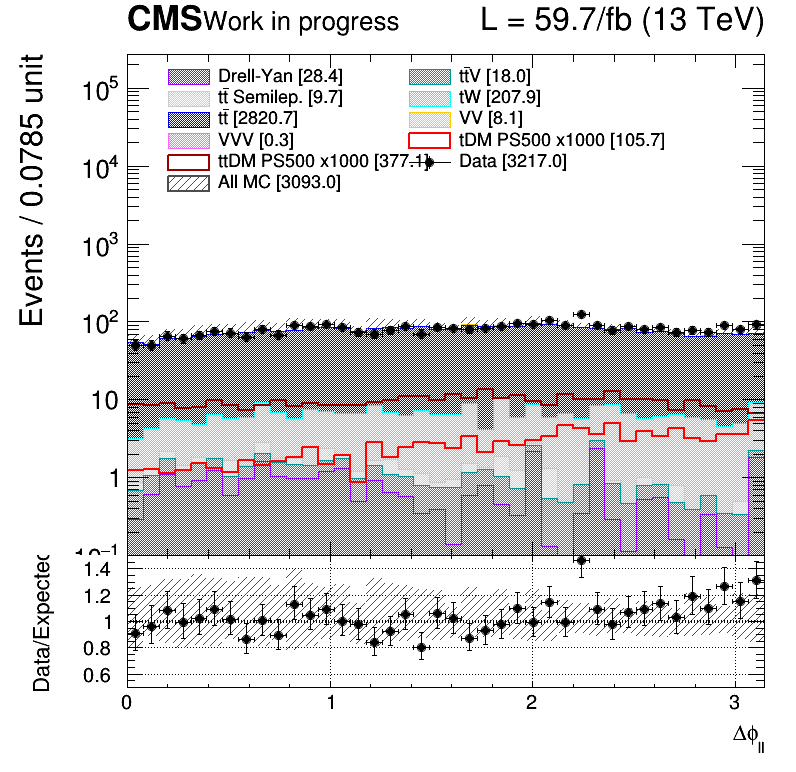 CMS Work in progress L = 59.7/fb (13 TeV)
Events / 0.0785 unit
Drell-Yan [28.4] tt̄V [18.0]
tt̄ Semilep. [9.7] tW [207.9]
tt̄ [2820.7] VV [8.1]
VVV [0.3] tDM PS500 x1000 [105.7]
ttDM PS500 x1000 [377.1] Data [3217.0]
All MC [3093.0]
10⁵
10⁴
10³
10²
10
1
10⁻¹
Data/Expected
1.4
1.2
1
0.8
0.6
0 1 2 3
Δϕ_ll